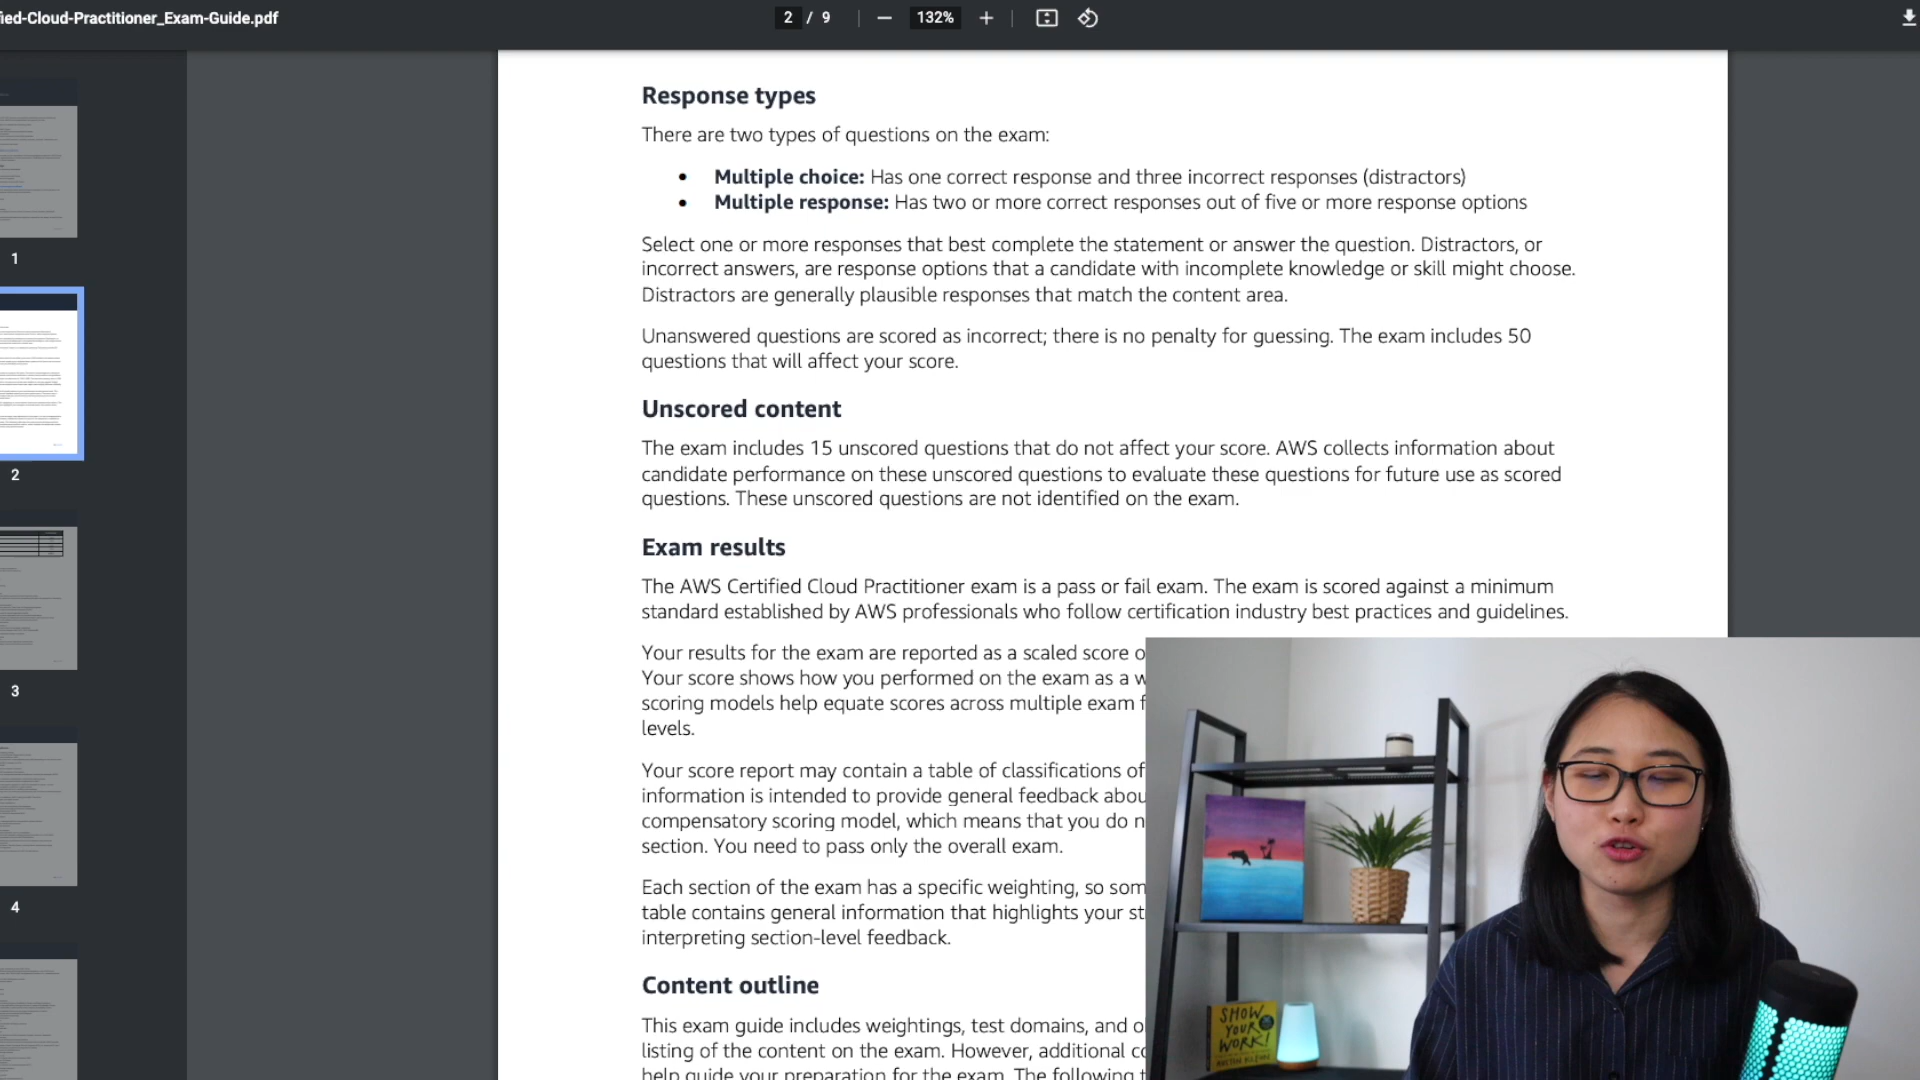 ied-Cloud-Practitioner_Exam-Guide.pdf
2 / 9
132%
Response types
There are two types of questions on the exam:
• Multiple choice: Has one correct response and three incorrect responses (distractors)
• Multiple response: Has two or more correct responses out of five or more response options
Select one or more responses that best complete the statement or answer the question. Distractors, or
incorrect answers, are response options that a candidate with incomplete knowledge or skill might choose.
Distractors are generally plausible responses that match the content area.
Unanswered questions are scored as incorrect; there is no penalty for guessing. The exam includes 50
questions that will affect your score.
Unscored content
The exam includes 15 unscored questions that do not affect your score. AWS collects information about
candidate performance on these unscored questions to evaluate these questions for future use as scored
questions. These unscored questions are not identified on the exam.
Exam results
The AWS Certified Cloud Practitioner exam is a pass or fail exam. The exam is scored against a minimum
standard established by AWS professionals who follow certification industry best practices and guidelines.
Your results for the exam are reported as a scaled score o
Your score shows how you performed on the exam as a w
scoring models help equate scores across multiple exam f
levels.
Your score report may contain a table of classifications of
information is intended to provide general feedback abou
compensatory scoring model, which means that you do n
section. You need to pass only the overall exam.
Each section of the exam has a specific weighting, so som
table contains general information that highlights your st
interpreting section-level feedback.
Content outline
This exam guide includes weightings, test domains, and o
listing of the content on the exam. However, additional co
help guide your preparation for the exam. The following t
1
2
3
4
SHOW
YOUR
WORK!